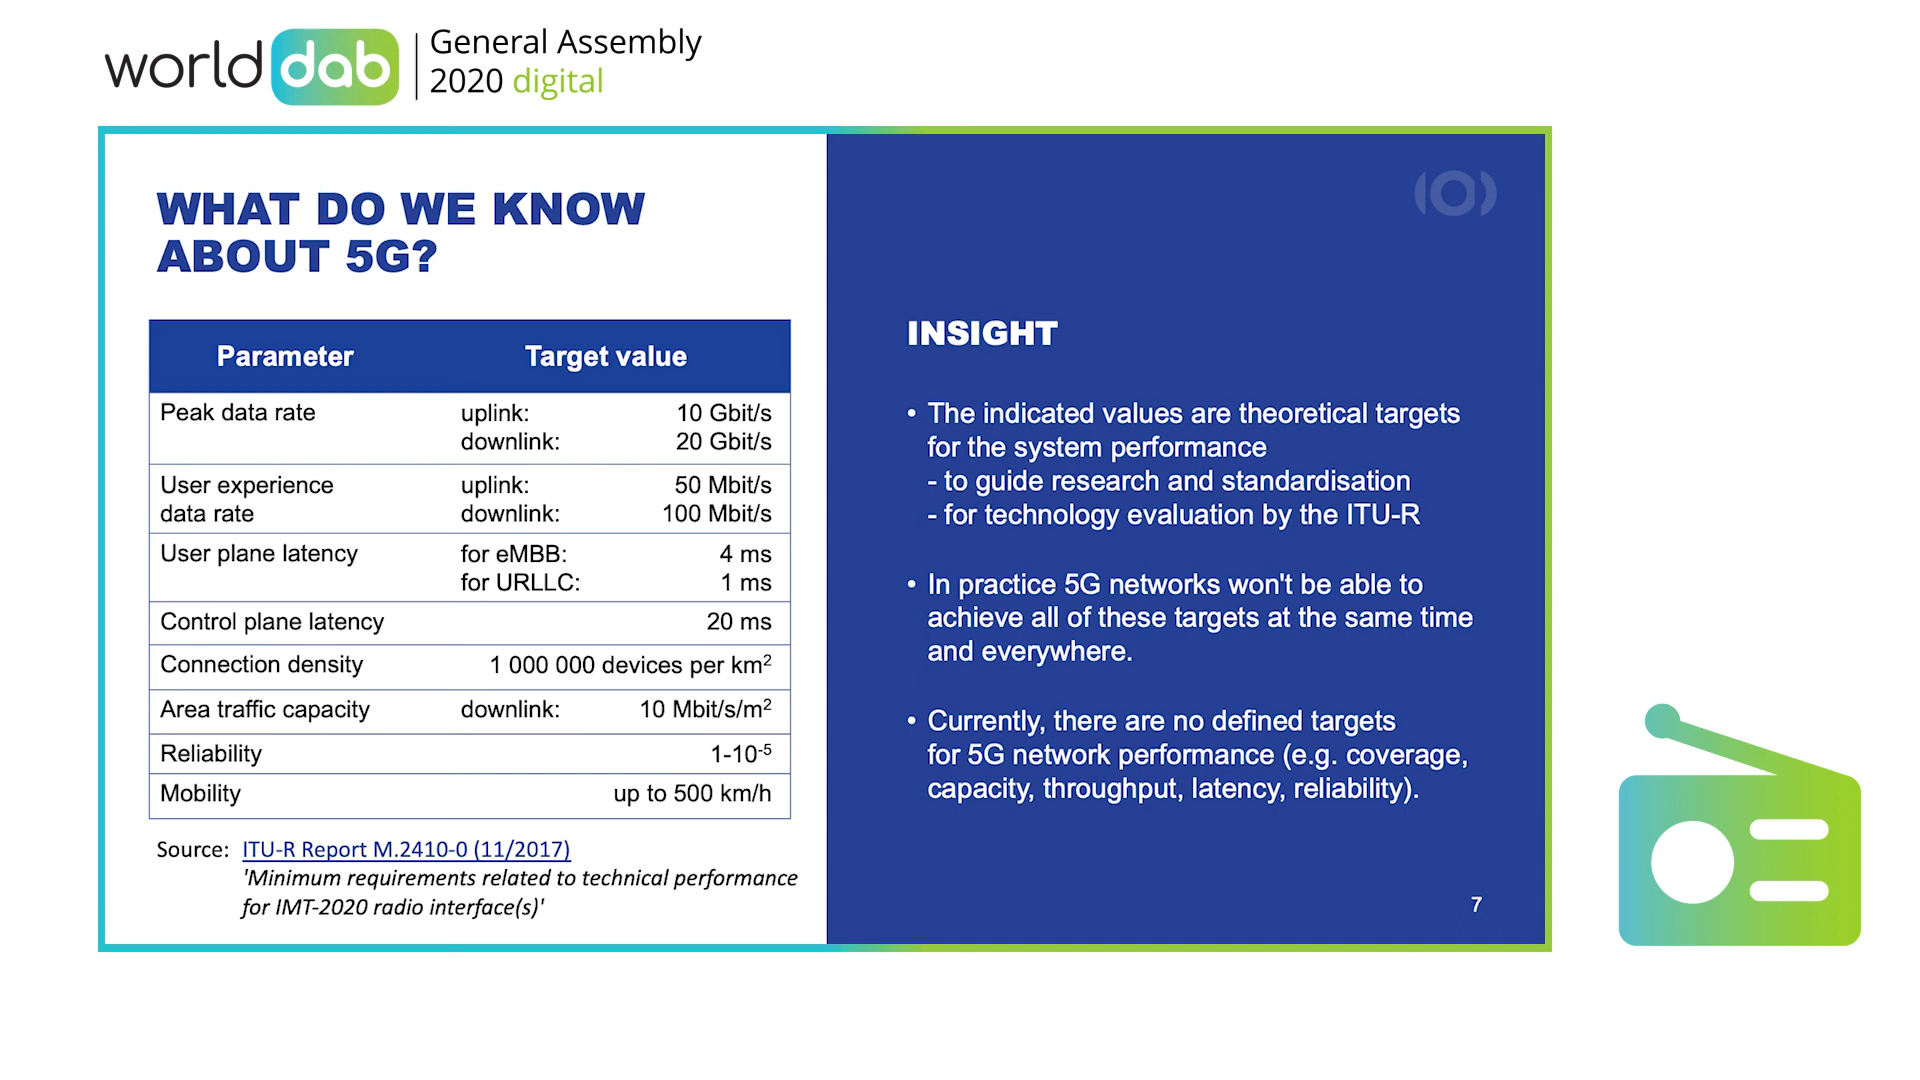 world dab
General Assembly
2020 digital
WHAT DO WE KNOW
ABOUT 5G?
Parameter Target value
Peak data rate uplink: 10 Gbit/s
downlink: 20 Gbit/s
User experience uplink: 50 Mbit/s
data rate downlink: 100 Mbit/s
User plane latency for eMBB: 4 ms
for URLLC: 1 ms
Control plane latency 20 ms
Connection density 1 000 000 devices per km²
Area traffic capacity downlink: 10 Mbit/s/m²
Reliability 1-10⁻⁵
Mobility up to 500 km/h
Source: ITU-R Report M.2410-0 (11/2017)
'Minimum requirements related to technical performance
for IMT-2020 radio interface(s)'
INSIGHT
• The indicated values are theoretical targets
for the system performance
- to guide research and standardisation
- for technology evaluation by the ITU-R
• In practice 5G networks won't be able to
achieve all of these targets at the same time
and everywhere.
• Currently, there are no defined targets
for 5G network performance (e.g. coverage,
capacity, throughput, latency, reliability).
7